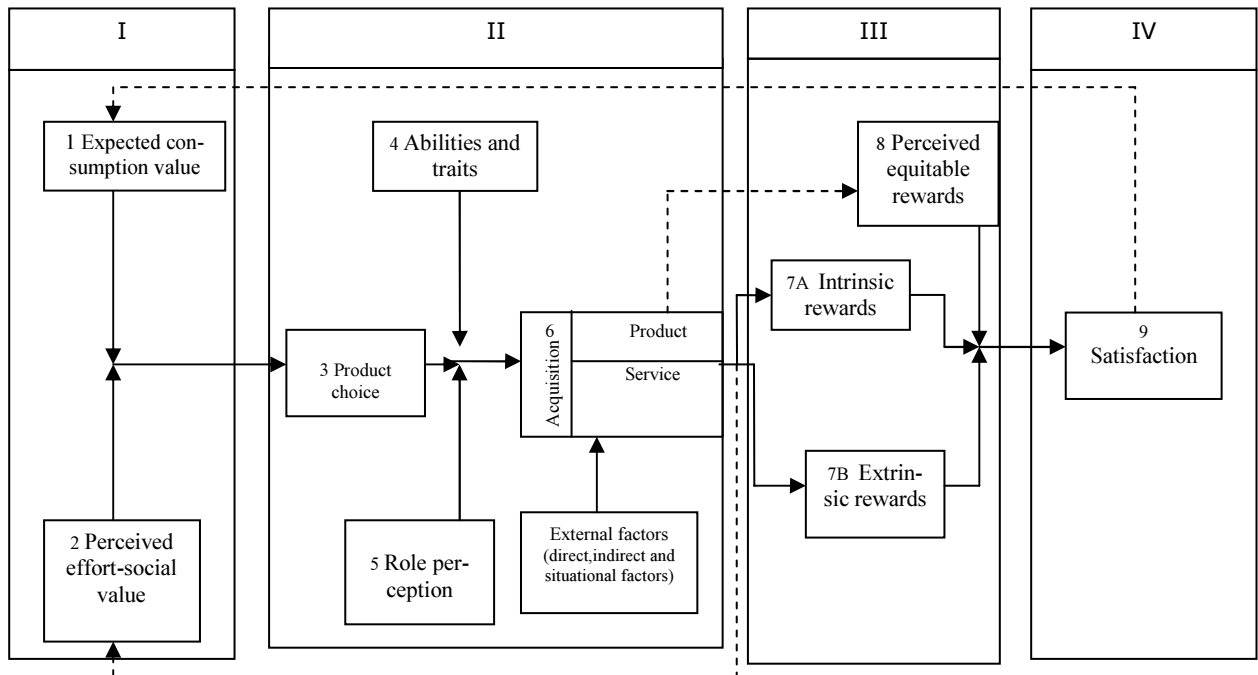 I
II
III
IV
1 Expected con-
sumption value
4 Abilities and
traits
8 Perceived
equitable
rewards
7A Intrinsic
rewards
3 Product
choice
Acquisition 6
Product
Service
9
Satisfaction
7B Extrin-
sic rewards
2 Perceived
effort-social
value
5 Role per-
ception
External factors
(direct,indirect and
situational factors)